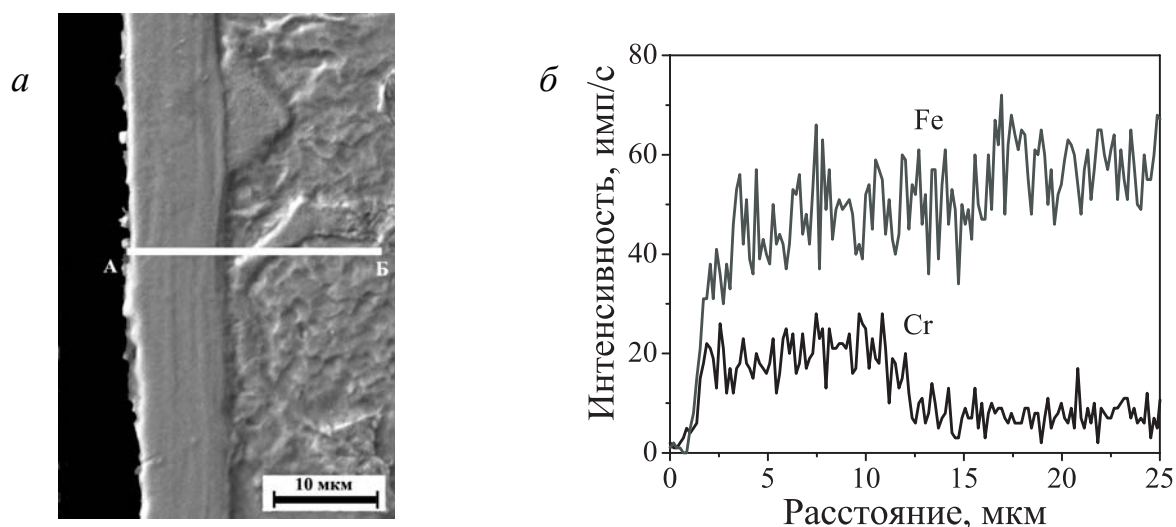 а
А
Б
10 мкм
б
Интенсивность, имп/с
80
60
40
20
0
Fe
Cr
0 5 10 15 20 25
Расстояние, мкм